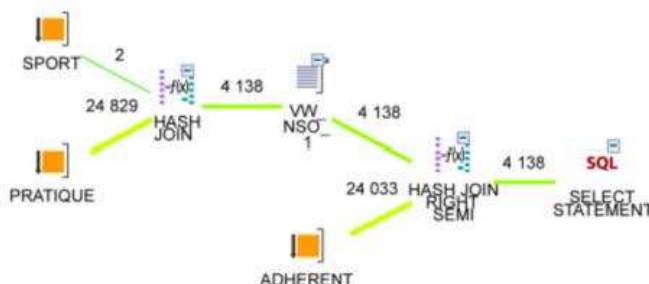 SPORT
2
24 829
f(x)
HASH
JOIN
4 138
VW_
NSO_
1
4 138
PRATIQUE
24 033
f(x)
HASH JOIN
RIGHT
SEMI
4 138
SQL
SELECT
STATEMENT
ADHERENT